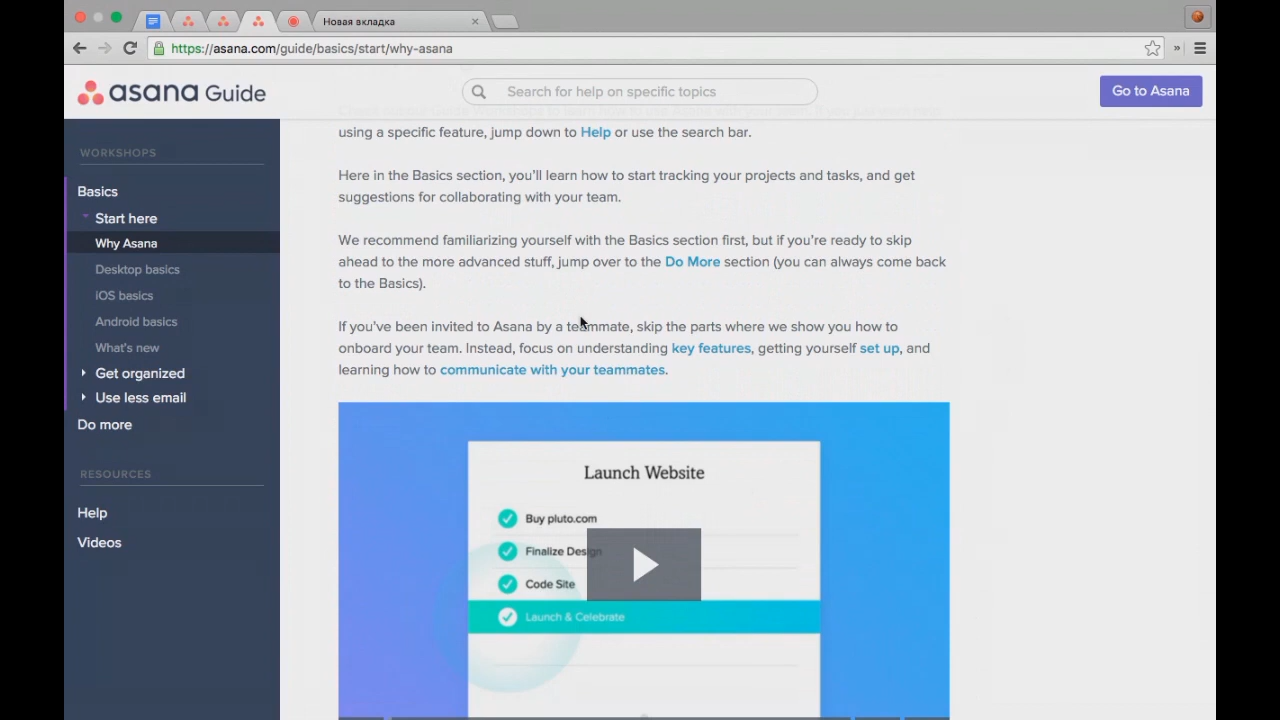 Новая вкладка
https://asana.com/guide/basics/start/why-asana
asana Guide
Search for help on specific topics
Go to Asana
WORKSHOPS
Basics
Start here
Why Asana
Desktop basics
iOS basics
Android basics
What's new
Get organized
Use less email
Do more
RESOURCES
Help
Videos
using a specific feature, jump down to Help or use the search bar.
Here in the Basics section, you'll learn how to start tracking your projects and tasks, and get
suggestions for collaborating with your team.
We recommend familiarizing yourself with the Basics section first, but if you're ready to skip
ahead to the more advanced stuff, jump over to the Do More section (you can always come back
to the Basics).
If you've been invited to Asana by a teammate, skip the parts where we show you how to
onboard your team. Instead, focus on understanding key features, getting yourself set up, and
learning how to communicate with your teammates.
Launch Website
Buy pluto.com
Finalize Design
Code Site
Launch & Celebrate